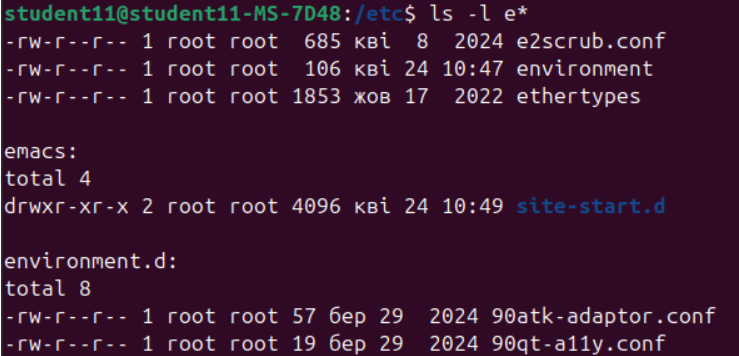 student11@student11-MS-7D48:/etc$ ls -l e*
-rw-r--r-- 1 root root  685 кві  8  2024 e2scrub.conf
-rw-r--r-- 1 root root  106 кві 24 10:47 environment
-rw-r--r-- 1 root root 1853 жов 17  2022 ethertypes

emacs:
total 4
drwxr-xr-x 2 root root 4096 кві 24 10:49 site-start.d

environment.d:
total 8
-rw-r--r-- 1 root root 57 бер 29  2024 90atk-adaptor.conf
-rw-r--r-- 1 root root 19 бер 29  2024 90qt-a11y.conf